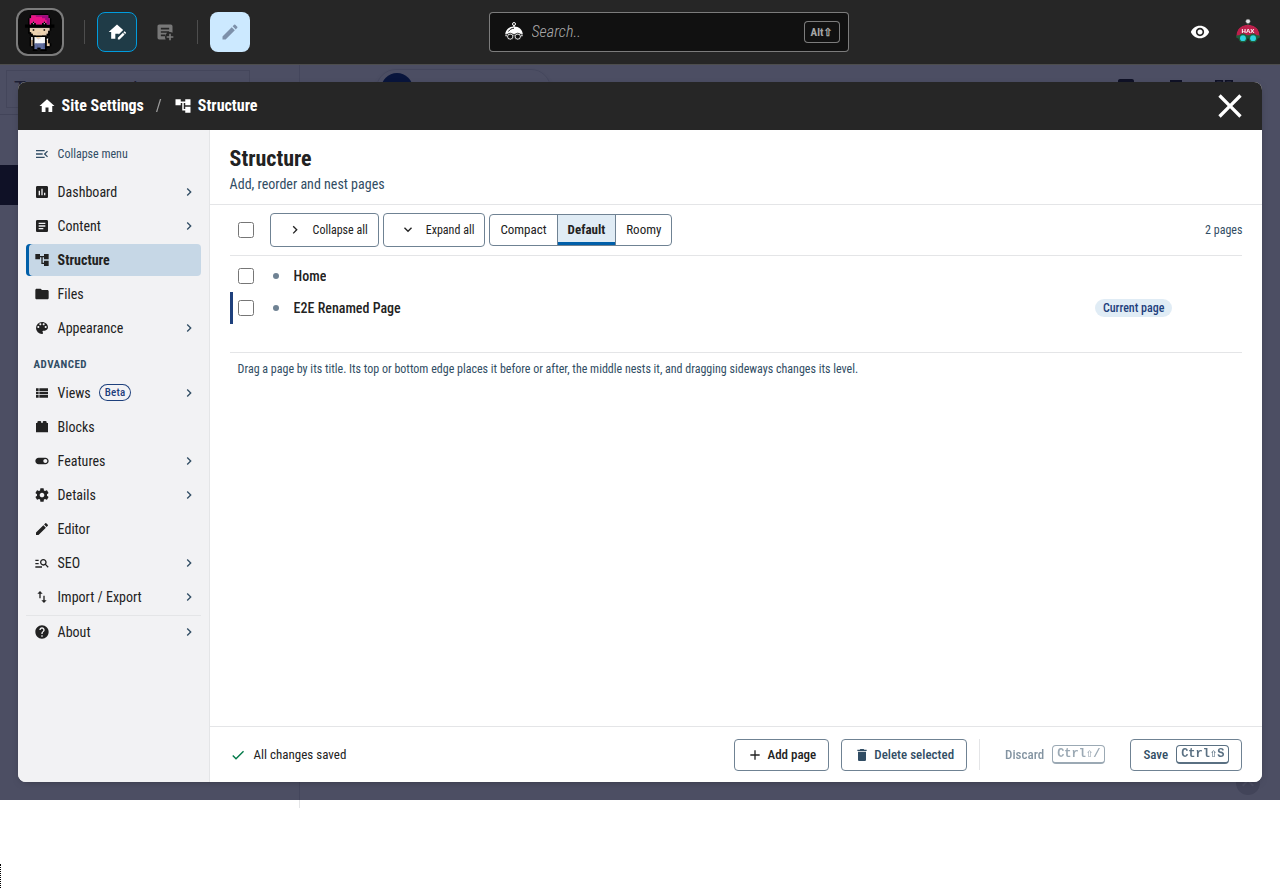 Search..
Alt⇧
HAX
Site Settings / Structure
Collapse menu
Dashboard
Content
Structure
Files
Appearance
ADVANCED
Views Beta
Blocks
Features
Details
Editor
SEO
Import / Export
About
Structure
Add, reorder and nest pages
Collapse all
Expand all
Compact
Default
Roomy
2 pages
Home
E2E Renamed Page
Current page
Drag a page by its title. Its top or bottom edge places it before or after, the middle nests it, and dragging sideways changes its level.
All changes saved
Add page
Delete selected
Discard Ctrl⇧/
Save Ctrl⇧S